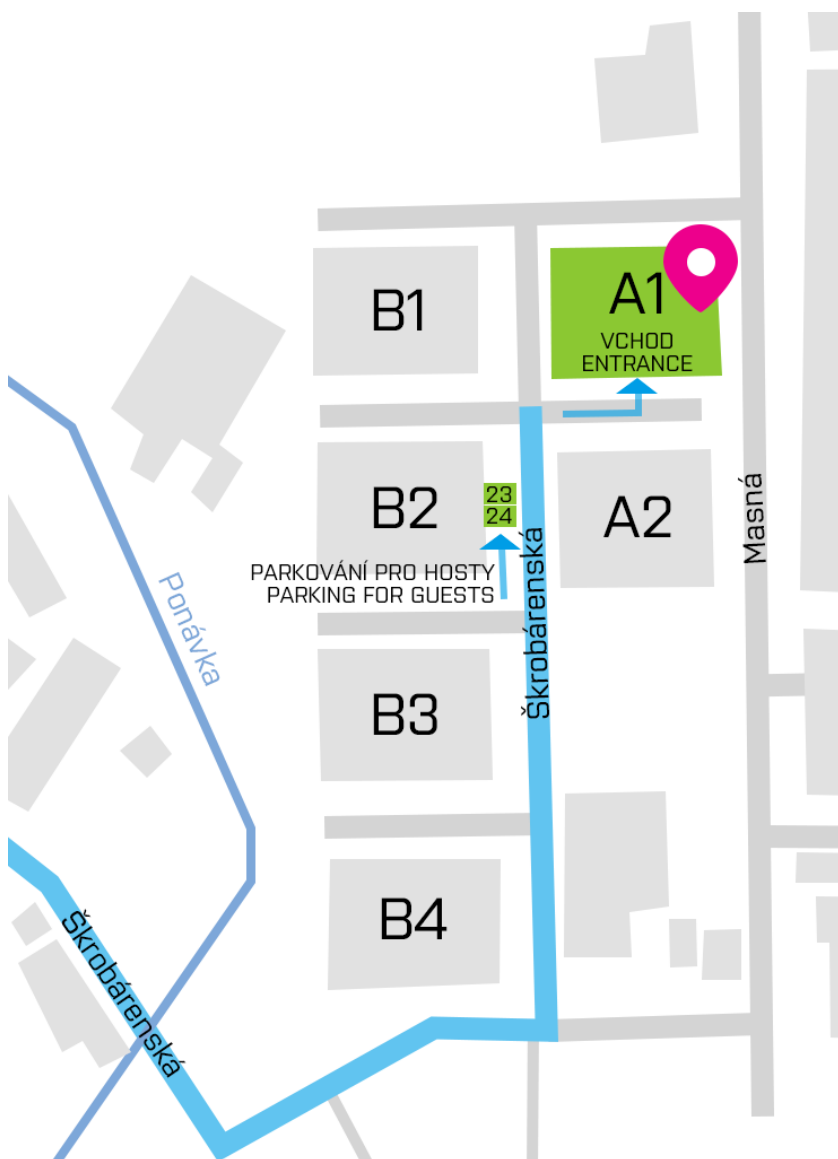 B1
A1
VCHOD
ENTRANCE
B2
23
24
A2
Masná
PARKOVÁNÍ PRO HOSTY
PARKING FOR GUESTS
Škrobárenská
Ponávka
B3
B4
Škrobárenská